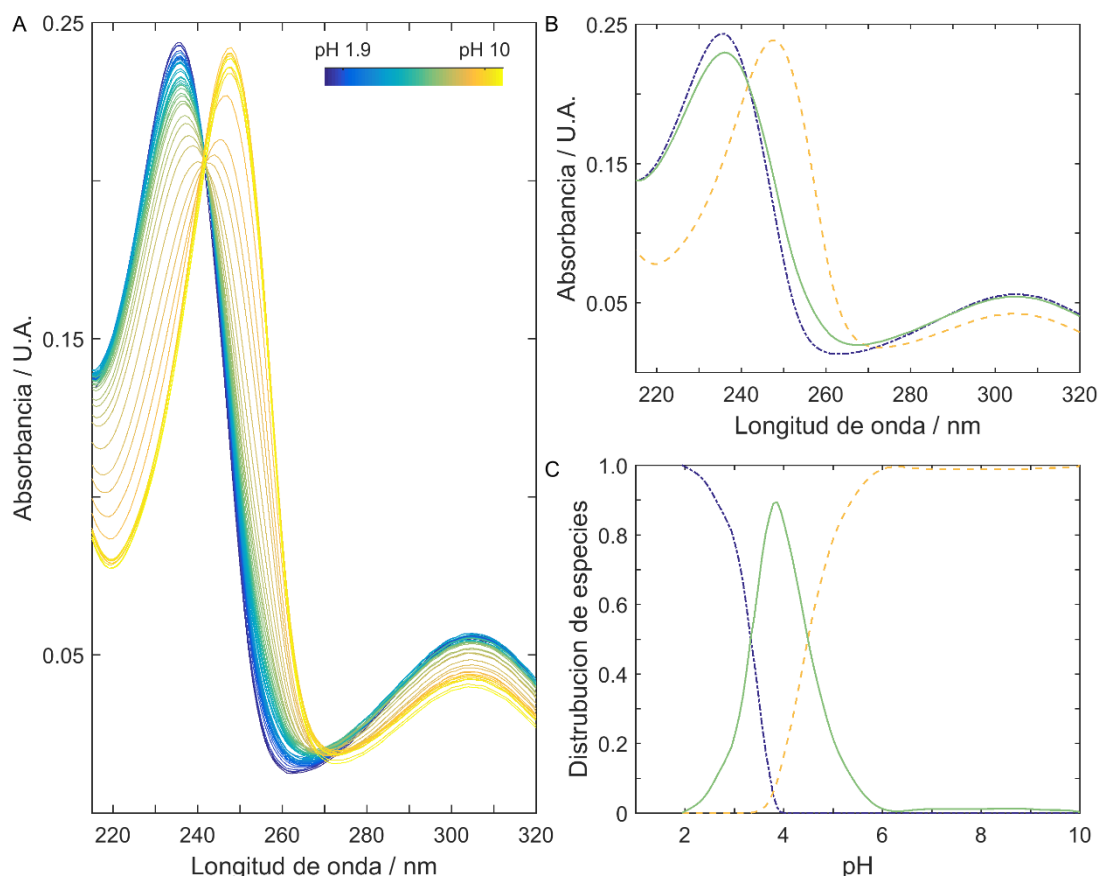 A
0.25
0.15
0.05
Absorbancia / U.A.
pH 1.9
pH 10
220
240
260
280
300
320
Longitud de onda / nm
B
0.25
0.15
0.05
Absorbancia / U.A.
220
240
260
280
300
320
Longitud de onda / nm
C
1.0
0.8
0.6
0.4
0.2
0
Distrubucion de especies
2
4
6
8
10
pH